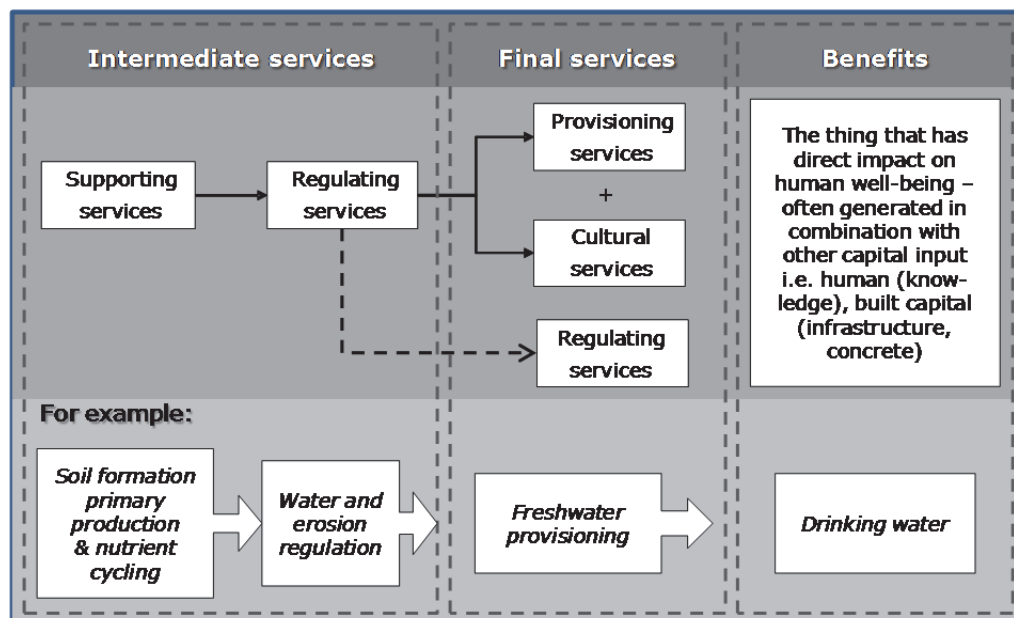 Intermediate services
Final services
Benefits
Supporting
services
Regulating
services
Provisioning
services
+
Cultural
services
Regulating
services
The thing that has
direct impact on
human well-being –
often generated in
combination with
other capital input
i.e. human (know-
ledge), built capital
(infrastructure,
concrete)
For example:
Soil formation
primary
production
& nutrient
cycling
Water and
erosion
regulation
Freshwater
provisioning
Drinking water